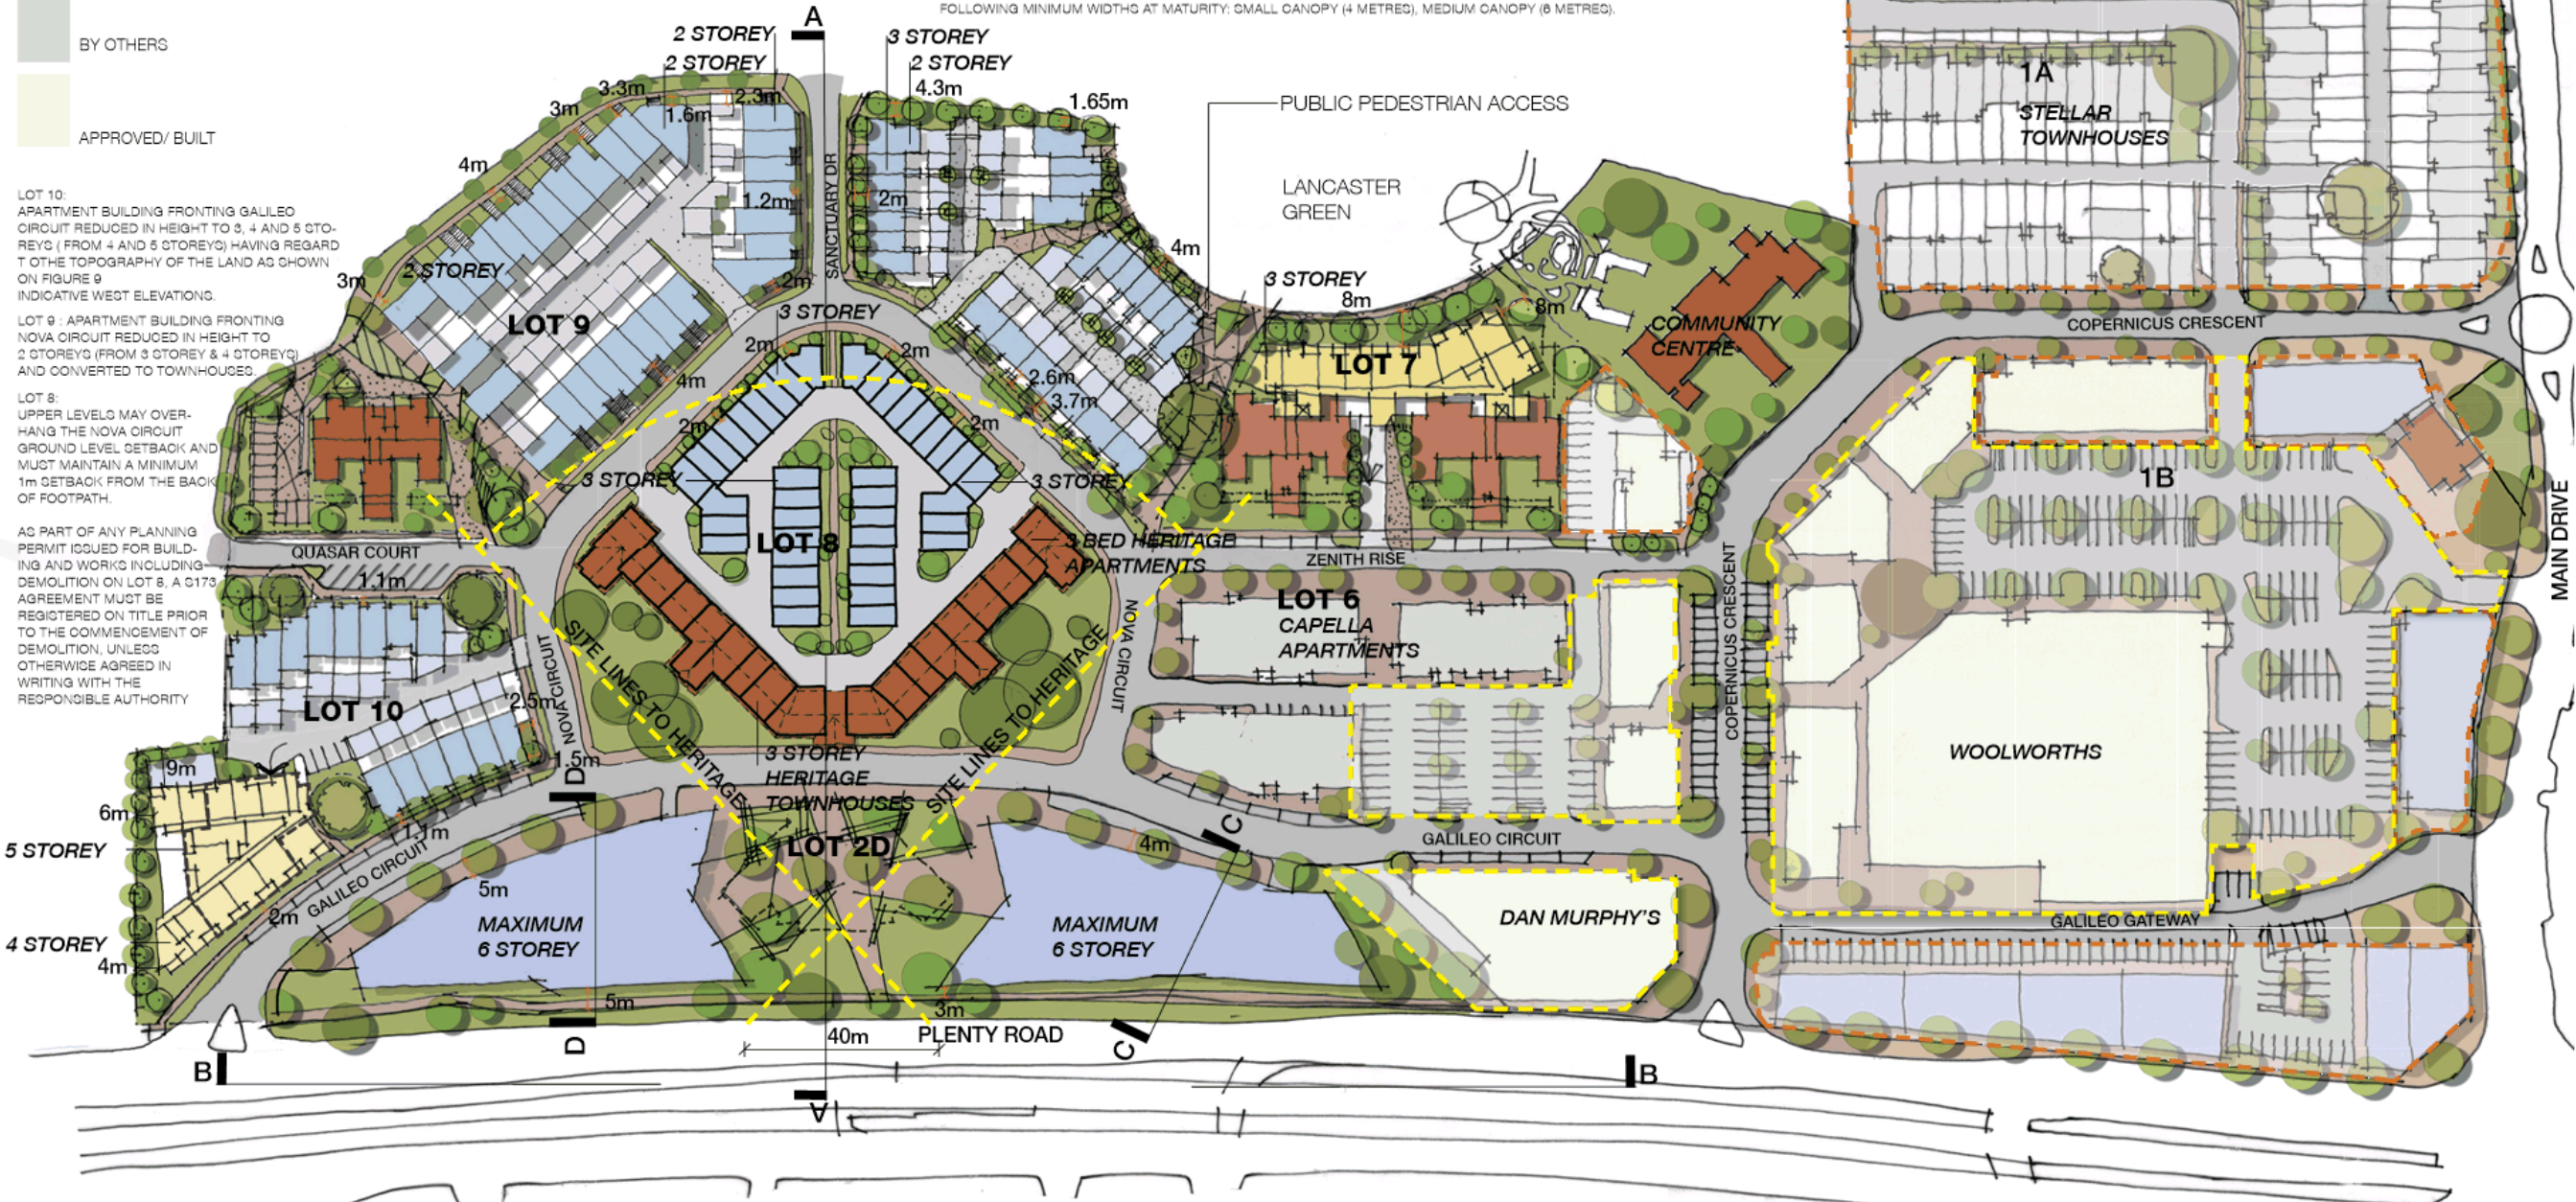 FOLLOWING MINIMUM WIDTHS AT MATURITY: SMALL CANOPY (4 METRES), MEDIUM CANOPY (6 METRES).
BY OTHERS
APPROVED/ BUILT
LOT 10:
APARTMENT BUILDING FRONTING GALILEO
CIRCUIT REDUCED IN HEIGHT TO 3, 4 AND 5 STO-
REYS ( FROM 4 AND 5 STOREYS) HAVING REGARD
T OTHE TOPOGRAPHY OF THE LAND AS SHOWN
ON FIGURE 9
INDICATIVE WEST ELEVATIONS.
LOT 9 : APARTMENT BUILDING FRONTING
NOVA CIRCUIT REDUCED IN HEIGHT TO
2 STOREYS (FROM 3 STOREY & 4 STOREYS)
AND CONVERTED TO TOWNHOUSES.
LOT 8:
UPPER LEVELS MAY OVER-
HANG THE NOVA CIRCUIT
GROUND LEVEL SETBACK AND
MUST MAINTAIN A MINIMUM
1m SETBACK FROM THE BACK
OF FOOTPATH.
AS PART OF ANY PLANNING
PERMIT ISSUED FOR BUILD-
ING AND WORKS INCLUDING
DEMOLITION ON LOT 8, A S173
AGREEMENT MUST BE
REGISTERED ON TITLE PRIOR
TO THE COMMENCEMENT OF
DEMOLITION, UNLESS
OTHERWISE AGREED IN
WRITING WITH THE
RESPONSIBLE AUTHORITY
A
2 STOREY
2 STOREY
3 STOREY
2 STOREY
3.3m
2.3m
4.3m
1.65m
3m
1.6m
4m
1.2m
2m
SANCTUARY DR
PUBLIC PEDESTRIAN ACCESS
LANCASTER
GREEN
1A
STELLAR
TOWNHOUSES
4m
2 STOREY
3m
2m
3 STOREY
8m
8m
LOT 9
3 STOREY
LOT 7
COMMUNITY
CENTRE
COPERNICUS CRESCENT
2m
2m
4m
2.6m
3.7m
2m
2m
3 STOREY
3 STOREY
1B
MAIN DRIVE
LOT 8
3 BED HERITAGE
APARTMENTS
QUASAR COURT
1.1m
ZENITH RISE
LOT 6
CAPELLA
APARTMENTS
COPERNICUS CRESCENT
NOVA CIRCUIT
NOVA CIRCUIT
SITE LINES TO HERITAGE
SITE LINES TO HERITAGE
LOT 10
2.5m
1.5m
D
9m
3 STOREY
HERITAGE
TOWNHOUSES
WOOLWORTHS
6m
1.1m
5 STOREY
LOT 2D
4m
C
GALILEO CIRCUIT
GALILEO CIRCUIT
5m
2m
MAXIMUM
6 STOREY
MAXIMUM
6 STOREY
DAN MURPHY'S
GALILEO GATEWAY
4 STOREY
4m
5m
3m
40m
PLENTY ROAD
D
C
B
B
A